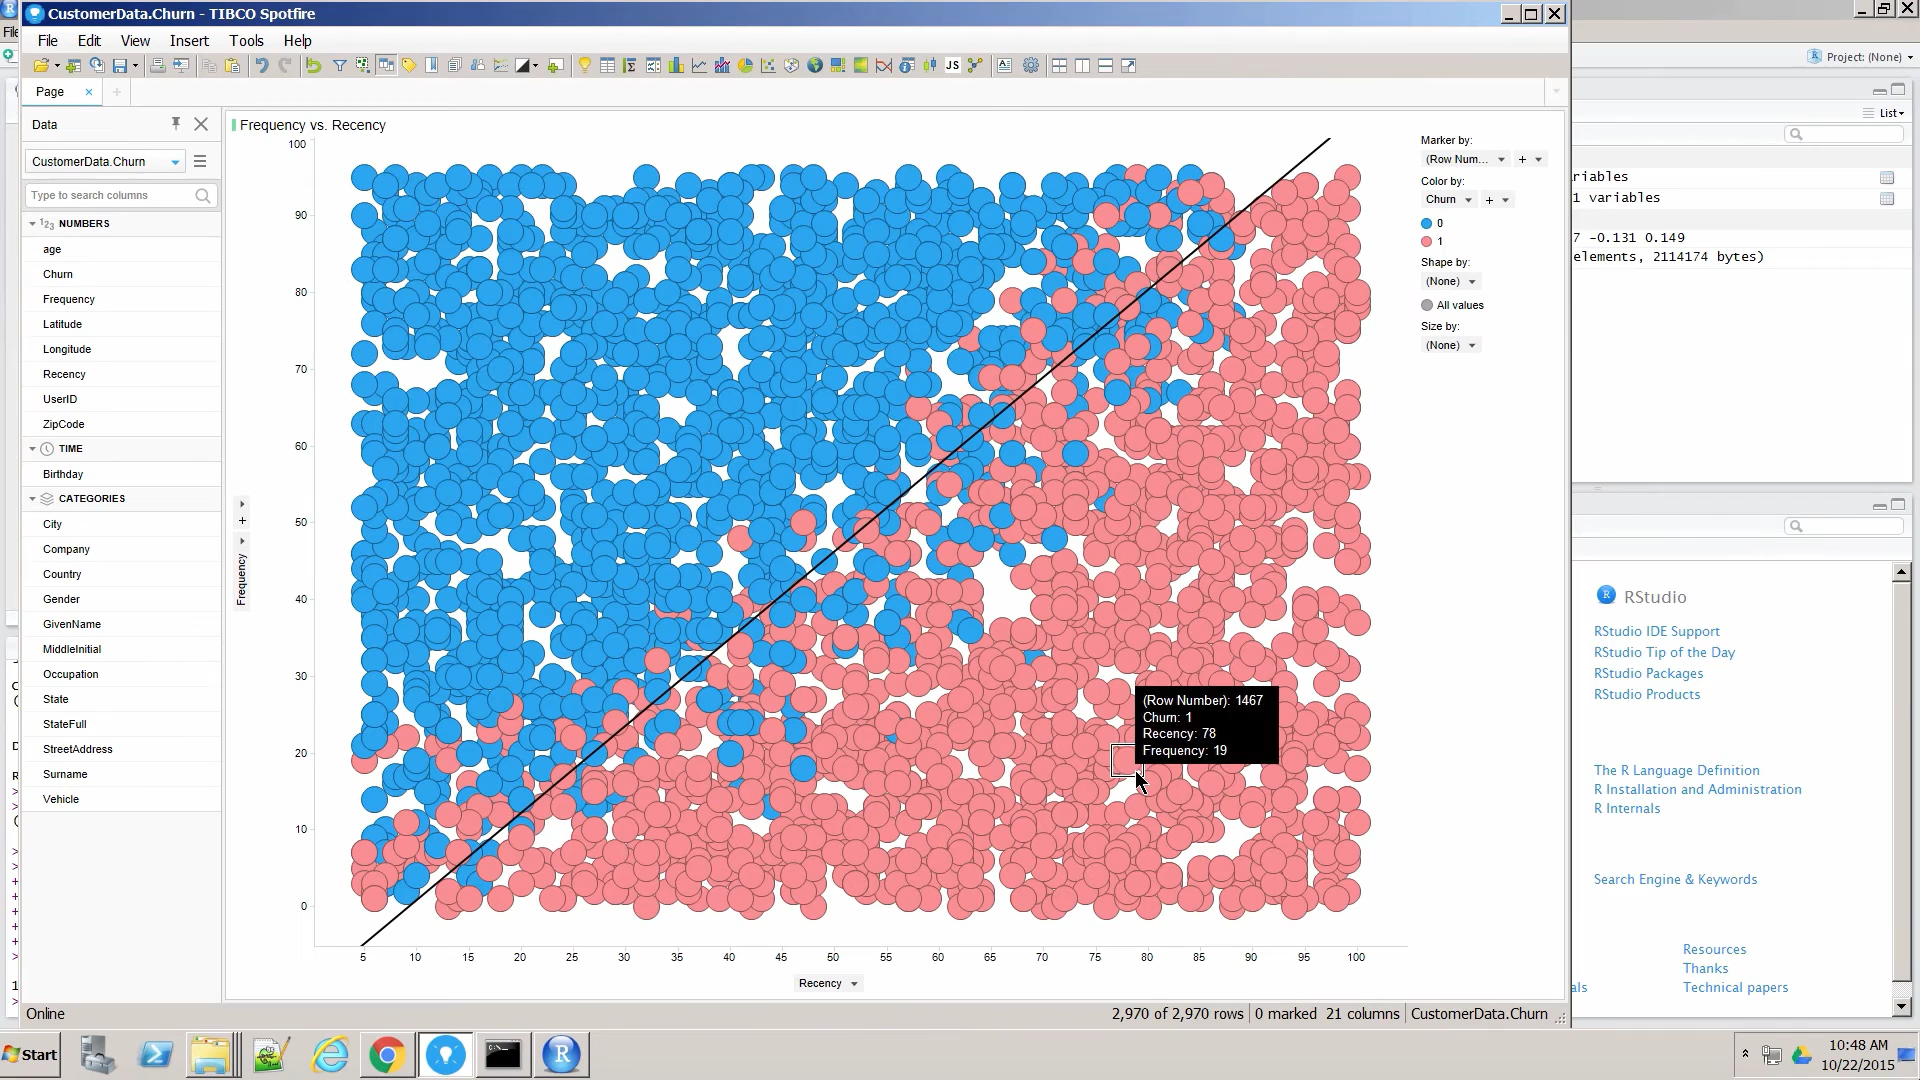 CustomerData.Churn - TIBCO Spotfire
File Edit View Insert Tools Help
JS
Project: (None)
Page
List
Data
CustomerData.Churn
Type to search columns
NUMBERS
age
Churn
Frequency
Latitude
Longitude
Recency
UserID
ZipCode
TIME
Birthday
CATEGORIES
City
Company
Country
Gender
GivenName
MiddleInitial
Occupation
State
StateFull
StreetAddress
Surname
Vehicle
Frequency vs. Recency
100
90
80
70
60
50
40
30
20
10
0
Frequency
5 10 15 20 25 30 35 40 45 50 55 60 65 70 75 80 85 90 95 100
Recency
(Row Number): 1467
Churn: 1
Recency: 78
Frequency: 19
Marker by:
(Row Num...
Color by:
Churn
0
1
Shape by:
(None)
All values
Size by:
(None)
riables
1 variables
7 -0.131 0.149
elements, 2114174 bytes)
RStudio
RStudio IDE Support
RStudio Tip of the Day
RStudio Packages
RStudio Products
The R Language Definition
R Installation and Administration
R Internals
Search Engine & Keywords
Resources
Thanks
als Technical papers
Online
2,970 of 2,970 rows 0 marked 21 columns CustomerData.Churn
Start
10:48 AM
10/22/2015